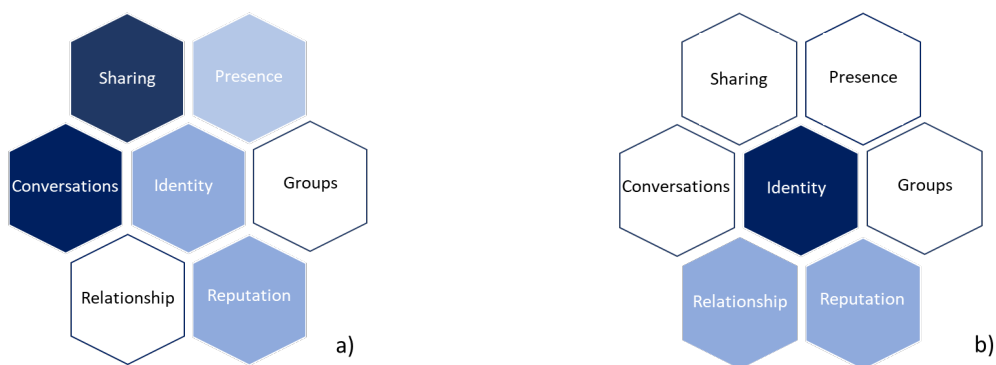 Sharing
Presence
Conversations
Identity
Groups
Relationship
Reputation
a)
Sharing
Presence
Conversations
Identity
Groups
Relationship
Reputation
b)